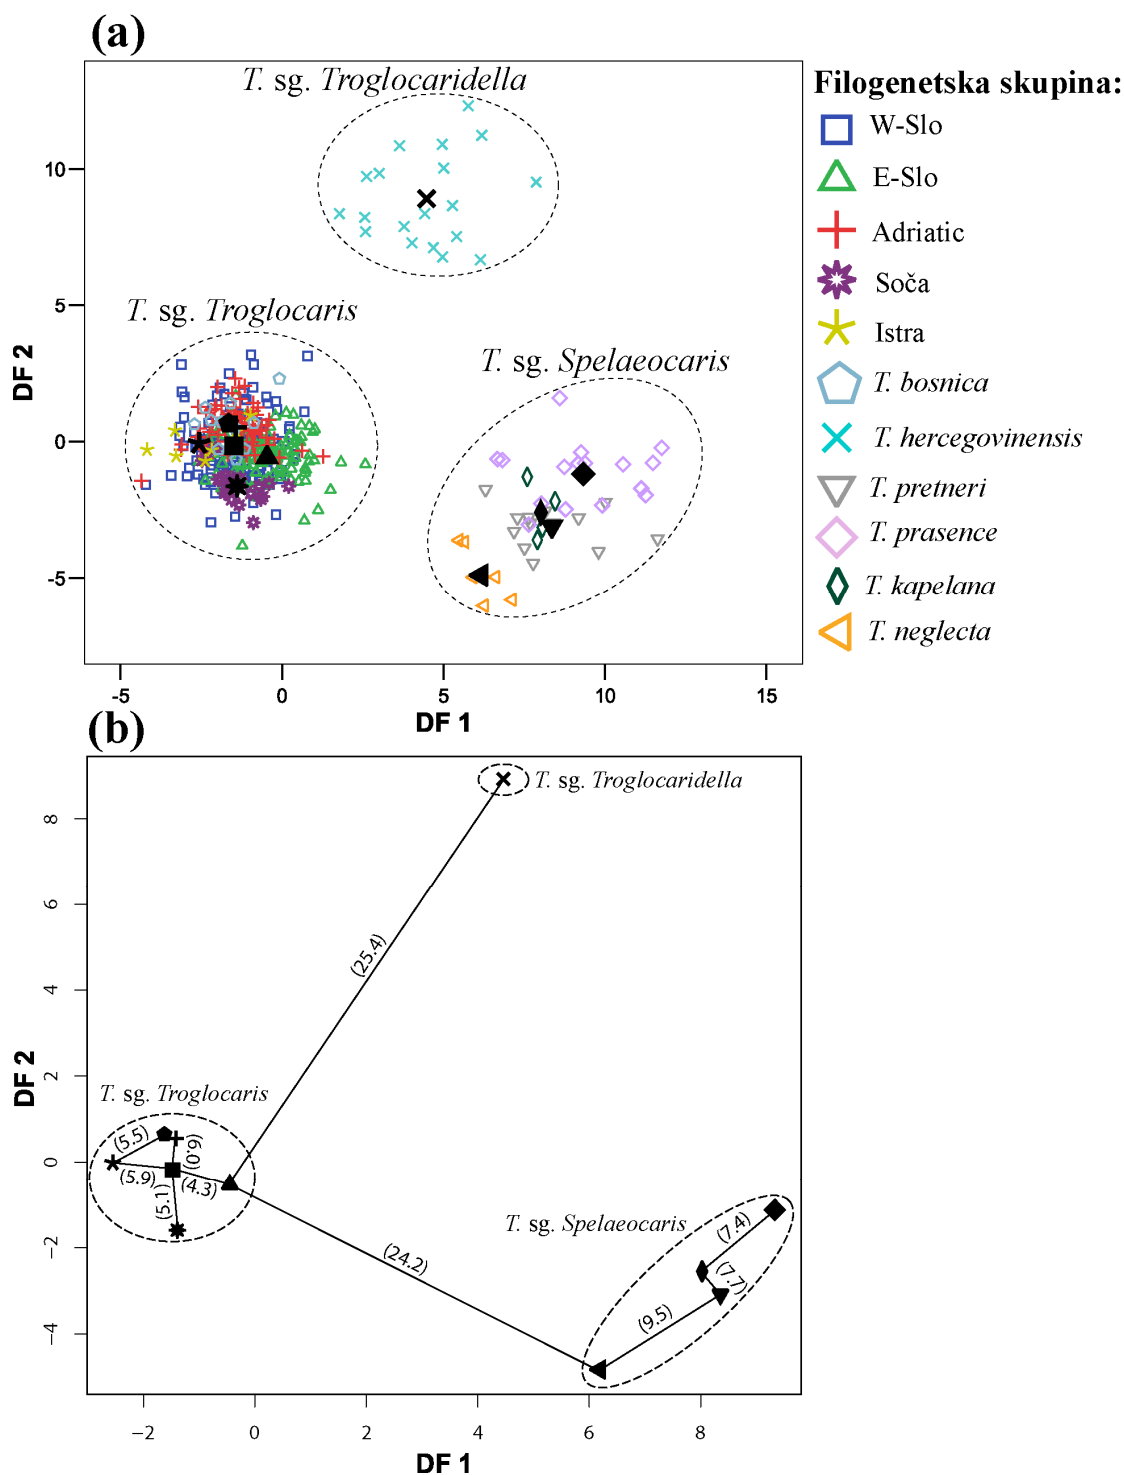 (a)
T. sg. Troglocaridella
T. sg. Troglocaris
T. sg. Spelaeocaris
10
5
0
-5
DF 2
-5
0
5
10
15
DF 1
Filogenetska skupina:
W-Slo
E-Slo
Adriatic
Soča
Istra
T. bosnica
T. hercegovinensis
T. pretneri
T. prasence
T. kapelana
T. neglecta
(b)
T. sg. Troglocaridella
(25.4)
T. sg. Troglocaris
(5.5)
(6.0)
(5.9)
(4.3)
(5.1)
(24.2)
T. sg. Spelaeocaris
(7.4)
(7.7)
(9.5)
8
6
4
2
0
−2
−4
DF 2
−2
0
2
4
6
8
DF 1